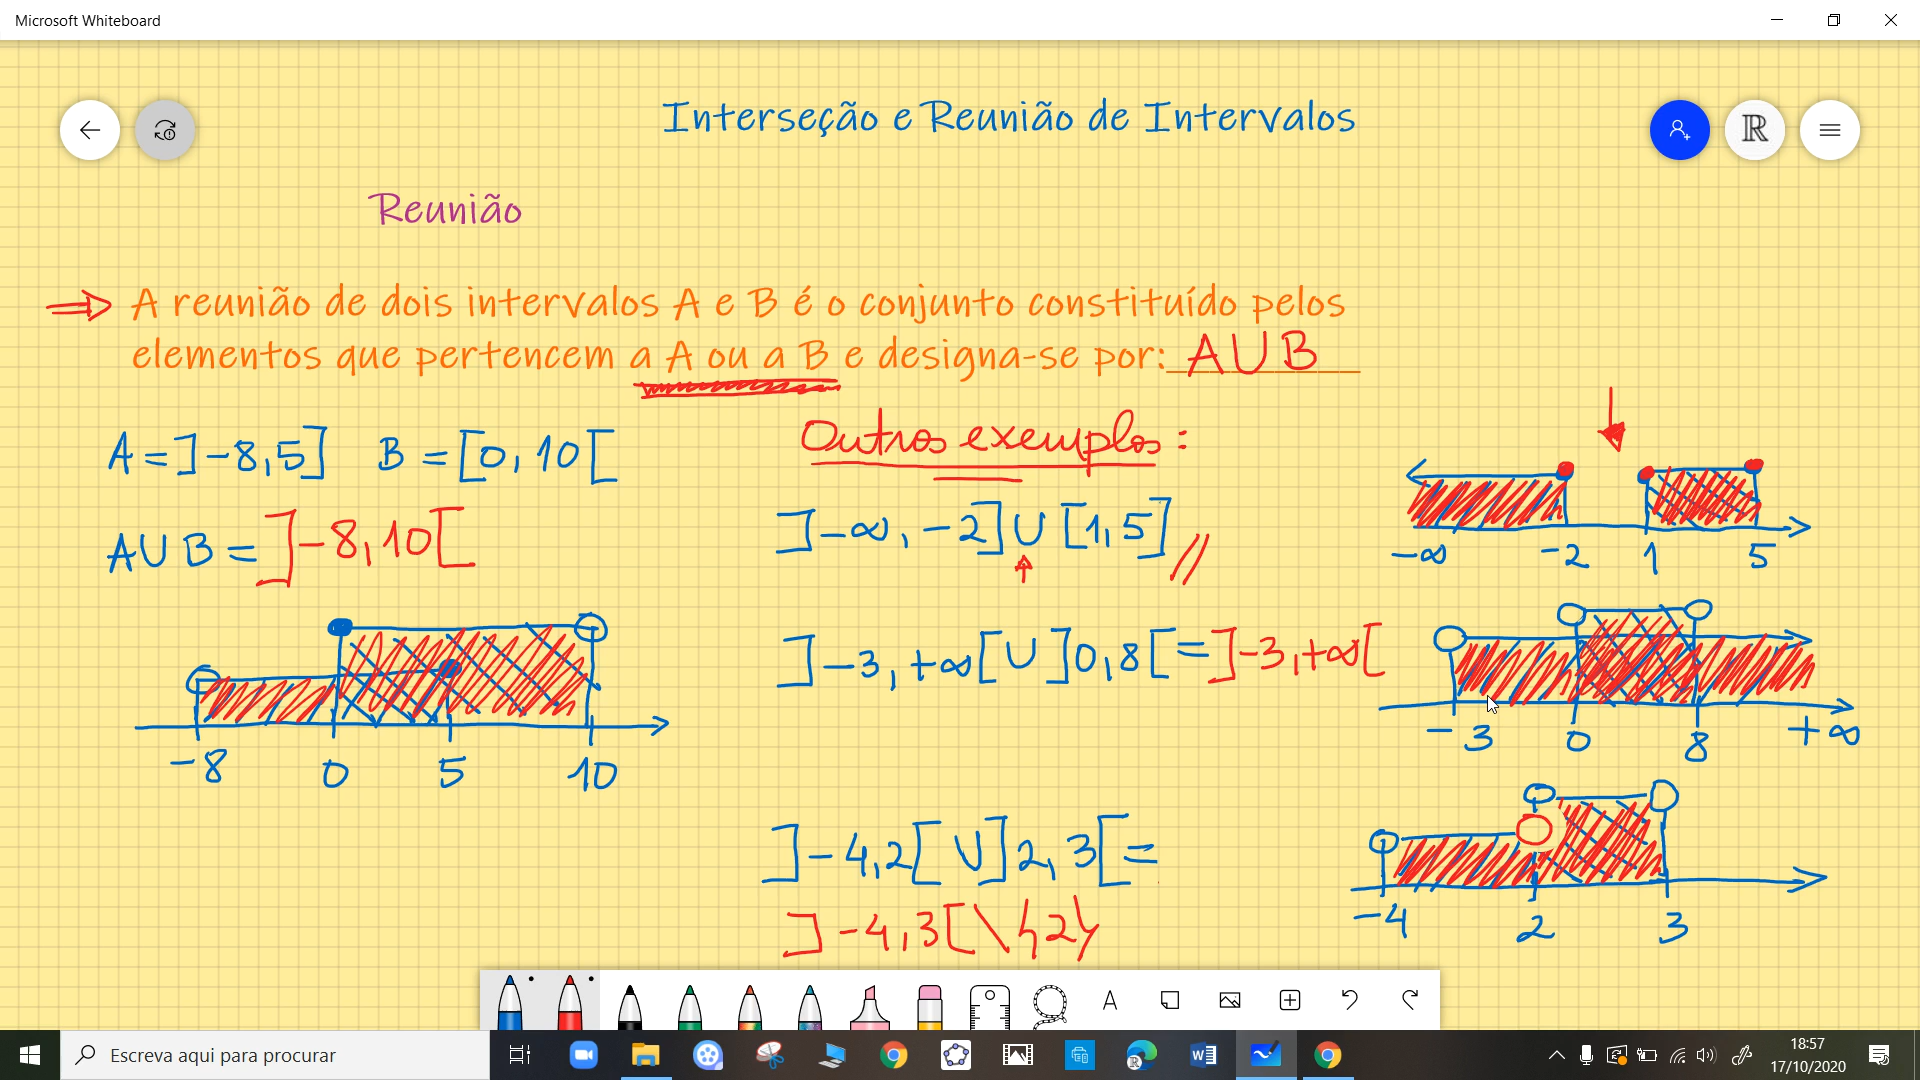 Microsoft Whiteboard
Interseção e Reunião de Intervalos
ℝ
Reunião
⇒ A reunião de dois intervalos A e B é o conjunto constituído pelos
elementos que pertencem a A ou a B e designa-se por: A ∪ B
A = ]-8,5] B = [0,10[
A ∪ B = ]-8,10[
-8 0 5 10
Outros exemplos:
]-∞,-2] ∪ [1,5]
-∞ -2 1 5
]-3,+∞[ ∪ ]0,8[ = ]-3,+∞[
-3 0 8 +∞
]-4,2[ ∪ ]2,3[ =
]-4,3[ \ {2}
-4 2 3
A
Escreva aqui para procurar
18:57
17/10/2020